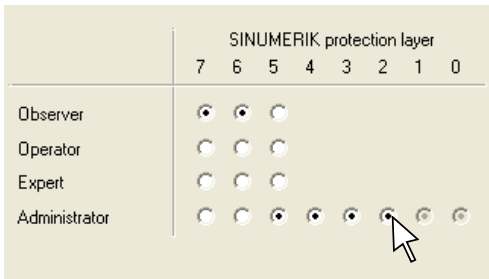 SINUMERIK protection layer
7 6 5 4 3 2 1 0
Observer
Operator
Expert
Administrator